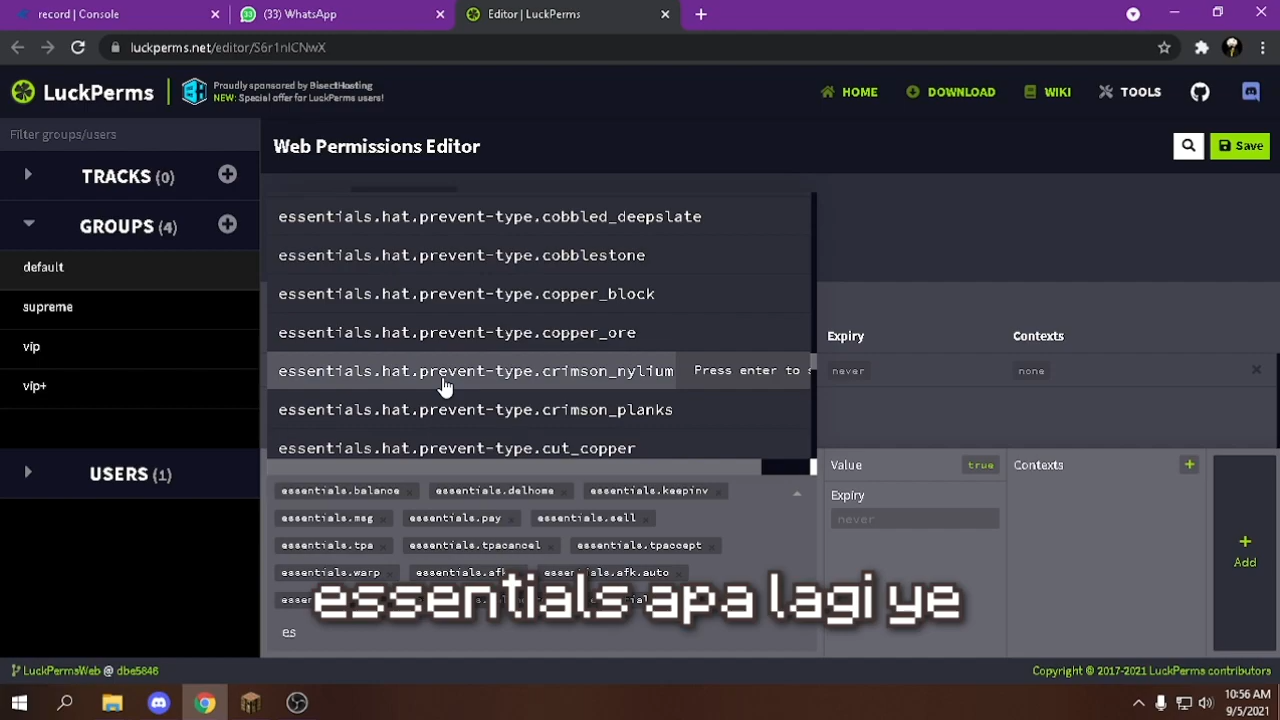 record | Console
(33) WhatsApp
Editor | LuckPerms
luckperms.net/editor/S6r1nICNwX
LuckPerms
Proudly sponsored by BisectHosting
NEW: Special offer for LuckPerms users!
HOME
DOWNLOAD
WIKI
TOOLS
Filter groups/users
Web Permissions Editor
Save
TRACKS (0)
GROUPS (4)
default
supreme
vip
vip+
USERS (1)
essentials.hat.prevent-type.cobbled_deepslate
essentials.hat.prevent-type.cobblestone
essentials.hat.prevent-type.copper_block
essentials.hat.prevent-type.copper_ore
essentials.hat.prevent-type.crimson_nylium Press enter to s
essentials.hat.prevent-type.crimson_planks
essentials.hat.prevent-type.cut_copper
Expiry Contexts
never none
essentials.balance essentials.delhome essentials.keepinv
essentials.msg essentials.pay essentials.sell
essentials.tpa essentials.tpacancel essentials.tpaccept
essentials.warp essentials.afk essentials.afk.auto
es
Value true
Expiry
never
Contexts
Add
essentials apa lagi ye
LuckPermsWeb @ dbe5846
Copyright © 2017-2021 LuckPerms contributors
10:56 AM
9/5/2021